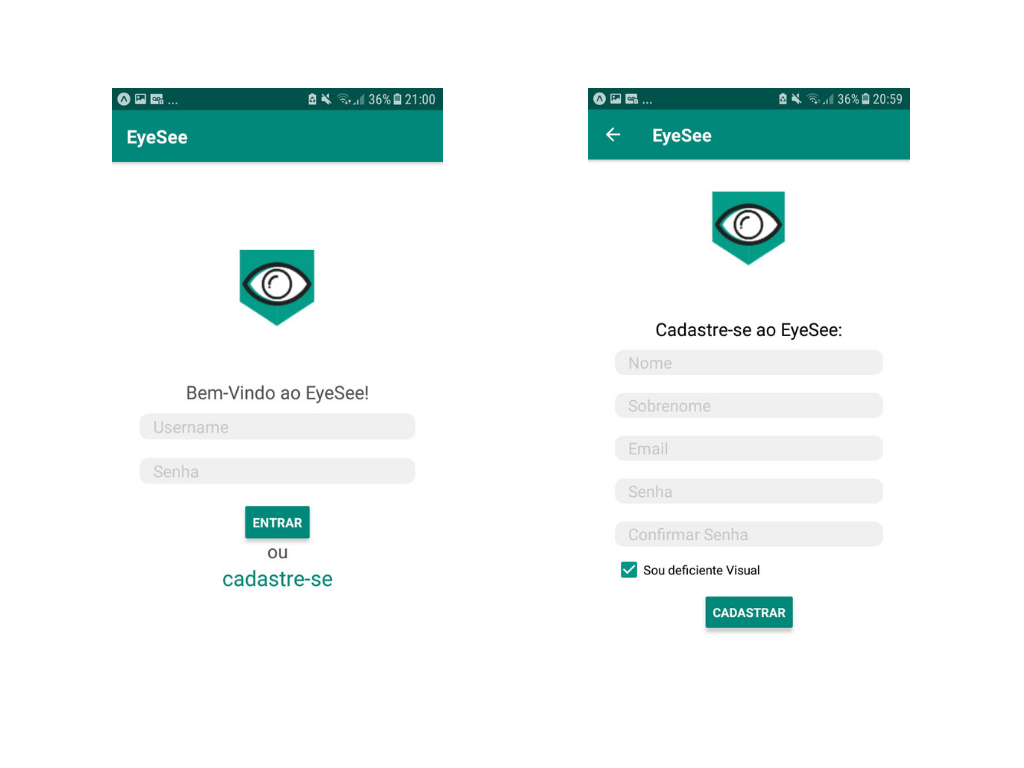 ... 36% 21:00
EyeSee
Bem-Vindo ao EyeSee!
Username
Senha
ENTRAR
ou
cadastre-se
... 36% 20:59
EyeSee
Cadastre-se ao EyeSee:
Nome
Sobrenome
Email
Senha
Confirmar Senha
Sou deficiente Visual
CADASTRAR